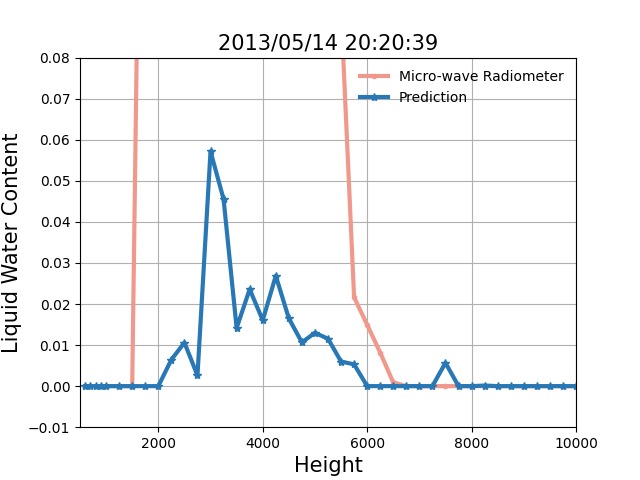 2013/05/14 20:20:39
Micro-wave Radiometer
Prediction
Liquid Water Content
0.08
0.07
0.06
0.05
0.04
0.03
0.02
0.01
0.00
−0.01
2000 4000 6000 8000 10000
Height